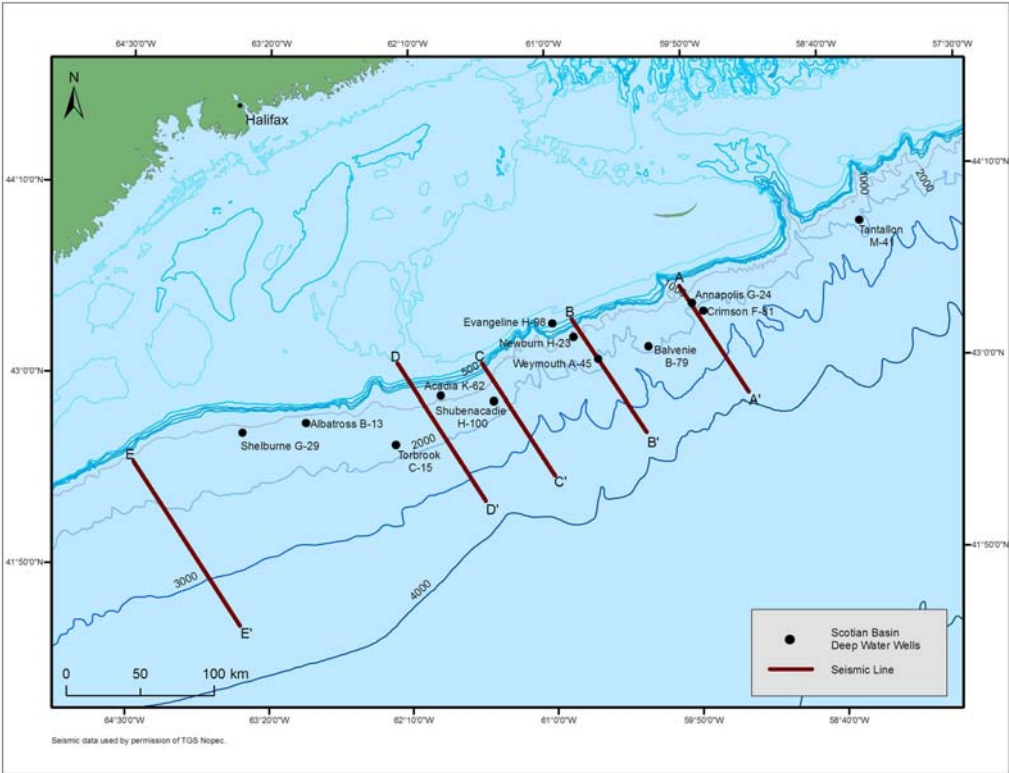 64°30'0"W 63°20'0"W 62°10'0"W 61°0'0"W 59°50'0"W 58°40'0"W 57°30'0"W
N
Halifax
44°10'0"N
44°10'0"N
1000
2000
Tantallon
M-41
A
Annapolis G-24
Crimson F-81
B
Evangeline H-98
Newburn H-23
Weymouth A-45
Balvenie
B-79
43°0'0"N
43°0'0"N
D
C
500
Acadia K-62
Shubenacadie
H-100
A'
Albatross B-13
Shelburne G-29
2000
B'
Torbrook
C-15
E
C'
D'
41°50'0"N
41°50'0"N
3000
4000
E'
0 50 100 km
Scotian Basin
Deep Water Wells
Seismic Line
64°30'0"W 63°20'0"W 62°10'0"W 61°0'0"W 59°50'0"W 58°40'0"W
Seismic data used by permission of TGS Nopec.